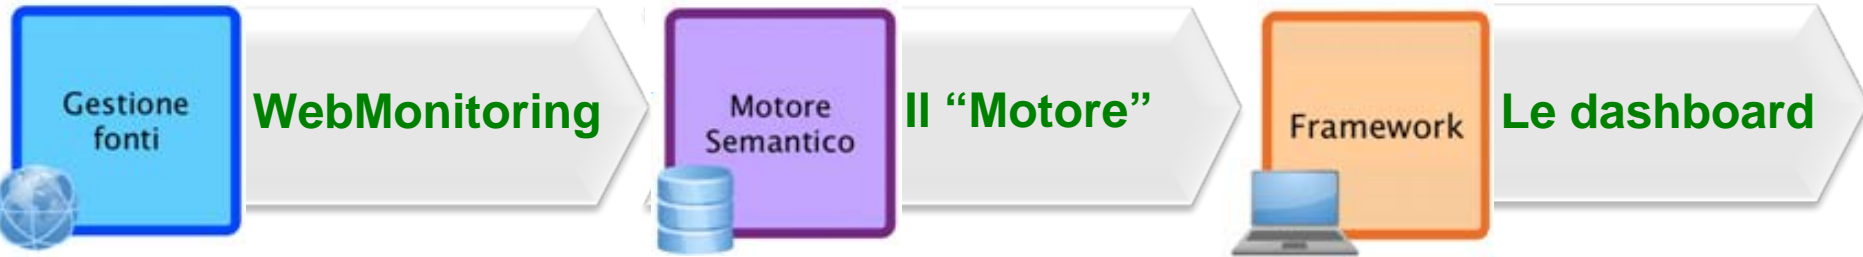 Gestione
fonti
WebMonitoring
Motore
Semantico
Il “Motore”
Framework
Le dashboard